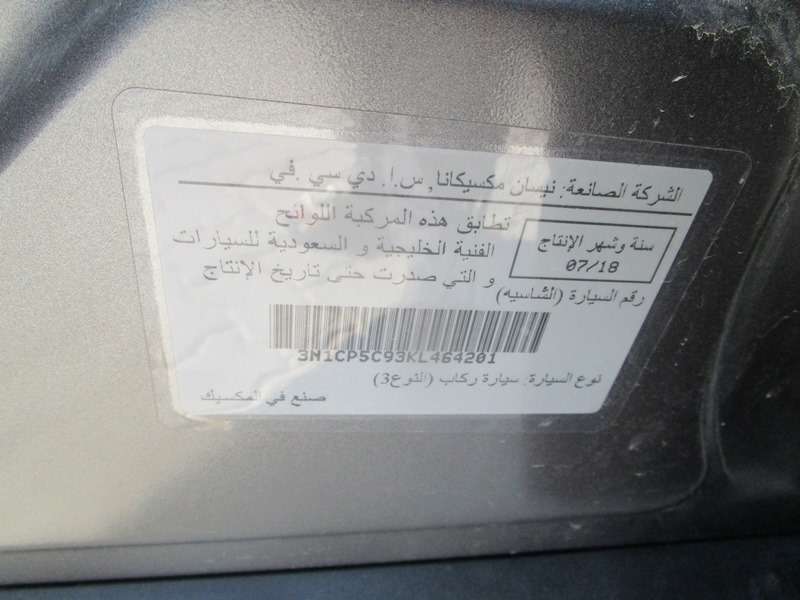 الشركة الصانعة: نيسان مكسيكانا, س.ا. دي سي .في
سنة وشهر الإنتاج
07/18
تطابق هذه المركبة اللوائح
الفنية الخليجية و السعودية للسيارات
و التي صدرت حتى تاريخ الإنتاج
رقم السيارة (الشاسيه)
3N1CP5C93KL464201
نوع السيارة: سيارة ركاب (النوع3)
صنع في المكسيك